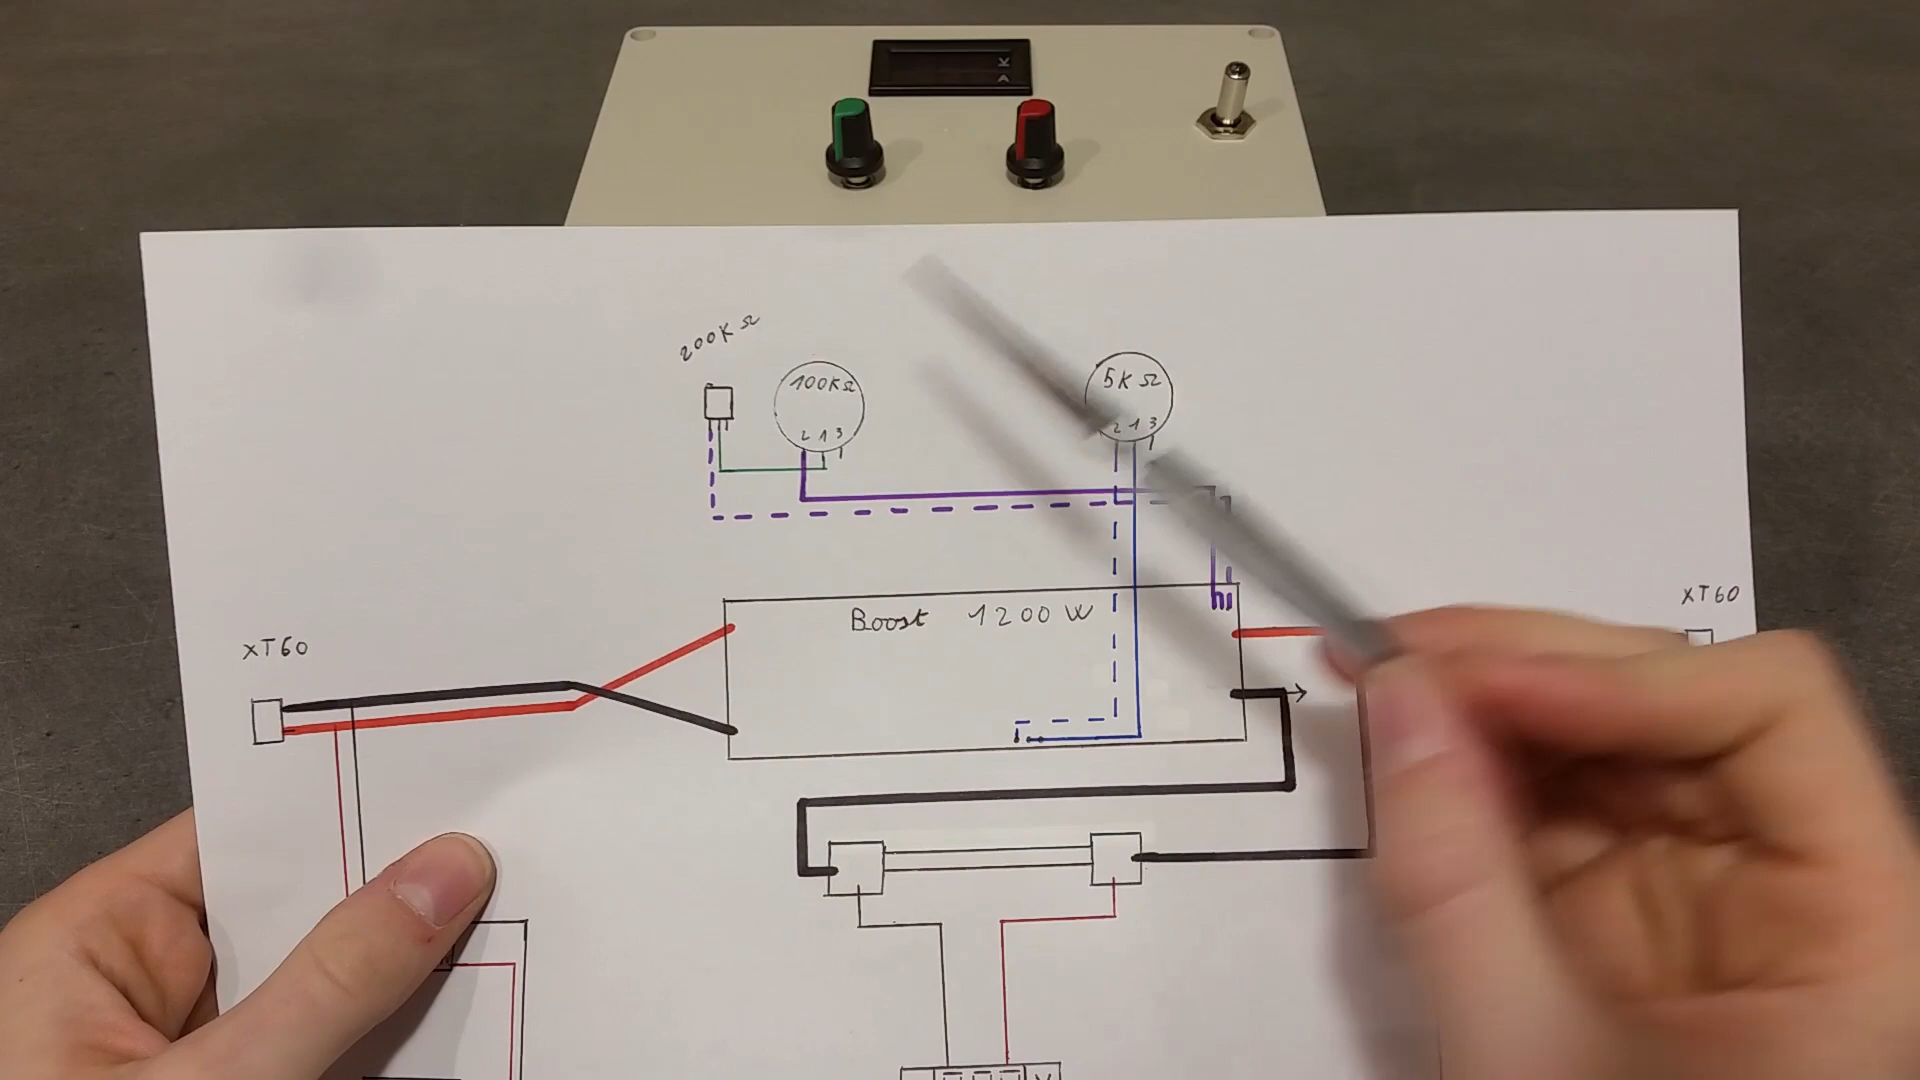 V
A
200KΩ
100KΩ
2 1 3
5KΩ
2 1 3
Boost 1200 W
XT60
XT60